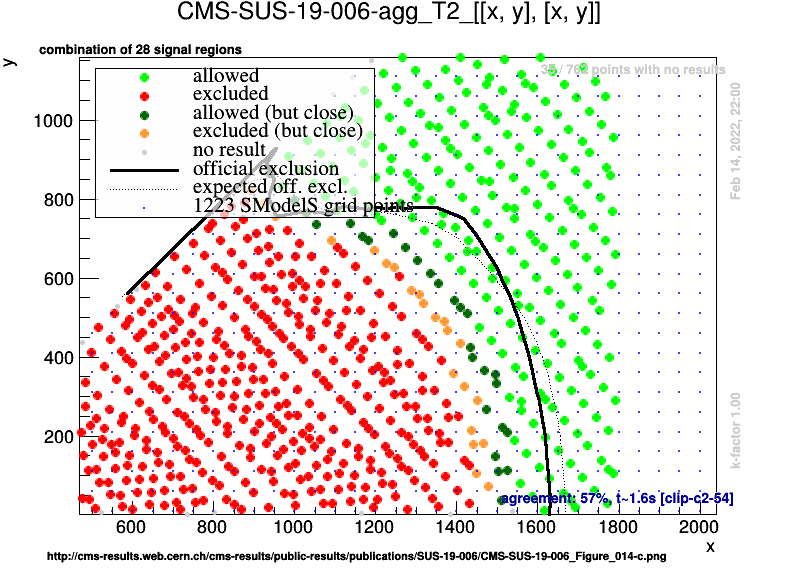 CMS-SUS-19-006-agg_T2_[[x, y], [x, y]]
y
combination of 28 signal regions
points with no results
allowed
excluded
allowed (but close)
excluded (but close)
no result
official exclusion
expected off. excl.
1223 SModelS grid points
1000
800
600
400
200
Feb 14, 2022, 22:00
k-factor 1.00
agreement: 57%, t~1.6s [clip-c2-54]
600 800 1000 1200 1400 1600 1800 2000
x
http://cms-results.web.cern.ch/cms-results/public-results/publications/SUS-19-006/CMS-SUS-19-006_Figure_014-c.png